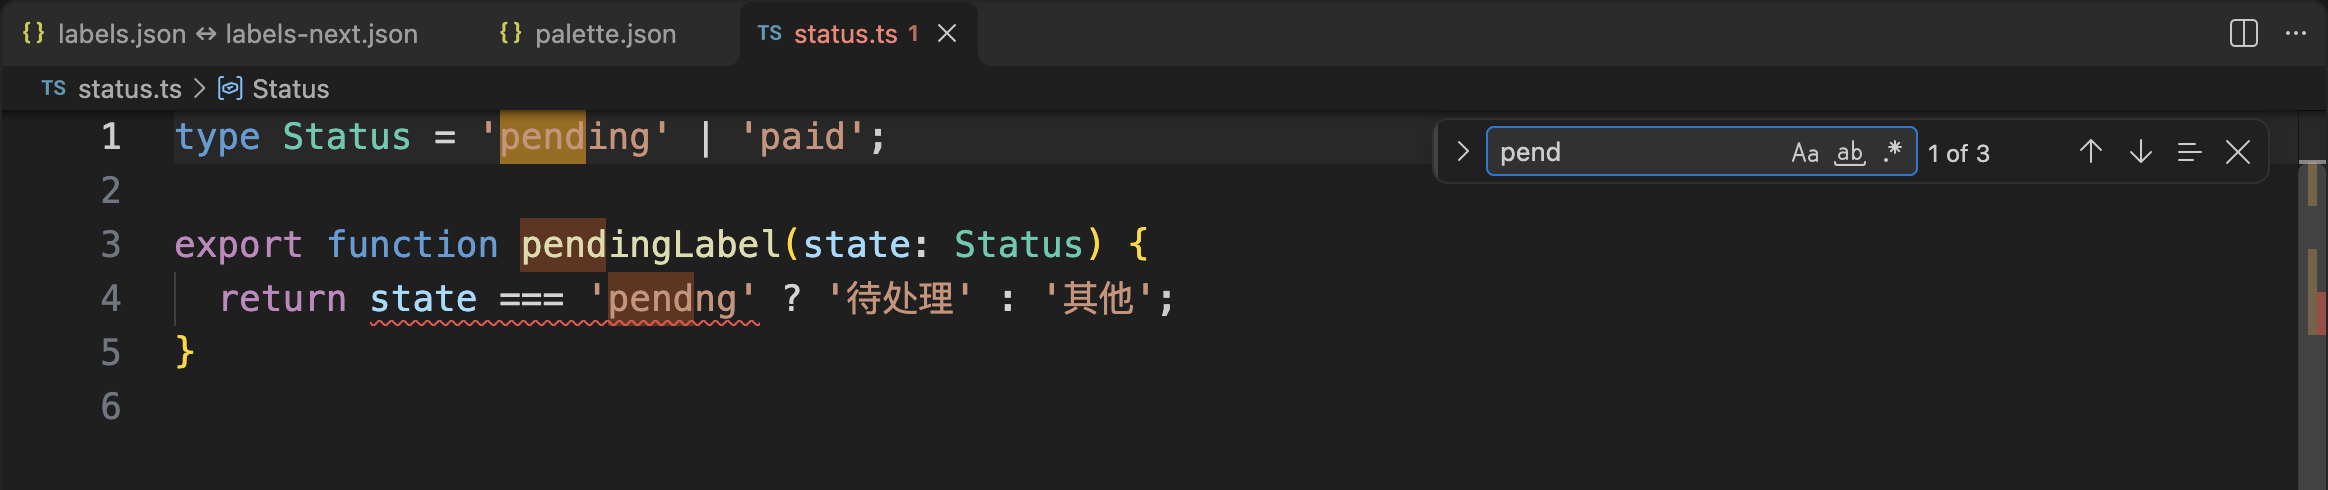 {} labels.json ↔ labels-next.json {} palette.json TS status.ts 1
TS status.ts > Status
1 type Status = 'pending' | 'paid';
pend Aa ab .* 1 of 3
2
3 export function pendingLabel(state: Status) {
4 return state === 'pendng' ? '待处理' : '其他';
5 }
6